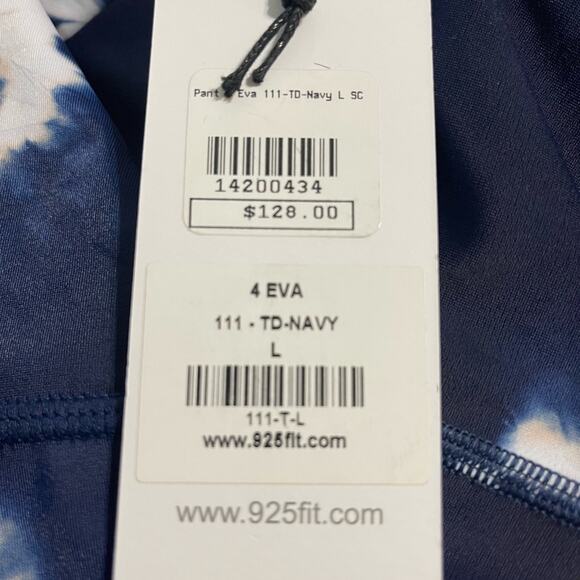 Pant 4 Eva 111-TD-Navy L SC
14200434
$128.00
4 EVA
111 - TD-NAVY
L
111-T-L
www.925fit.com
www.925fit.com